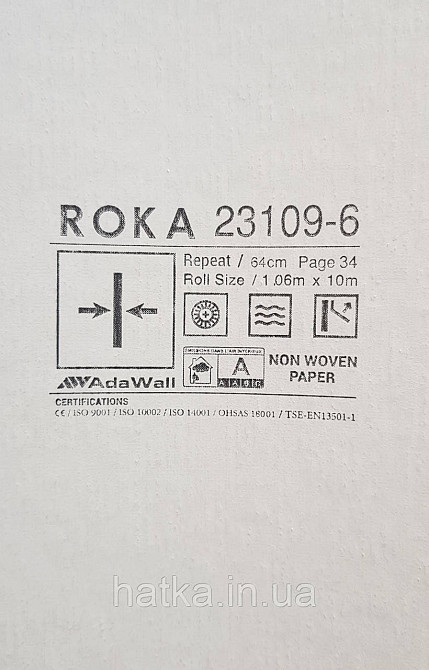 ROKA 23109-6
Repeat / 64cm Page 34
Roll Size / 1.06m x 10m
A
NON WOVEN
PAPER
AdaWall
CERTIFICATIONS
CE / ISO 9001 / ISO 10002 / ISO 14001 / OHSAS 18001 / TSE-EN13501-1
hatka.in.ua